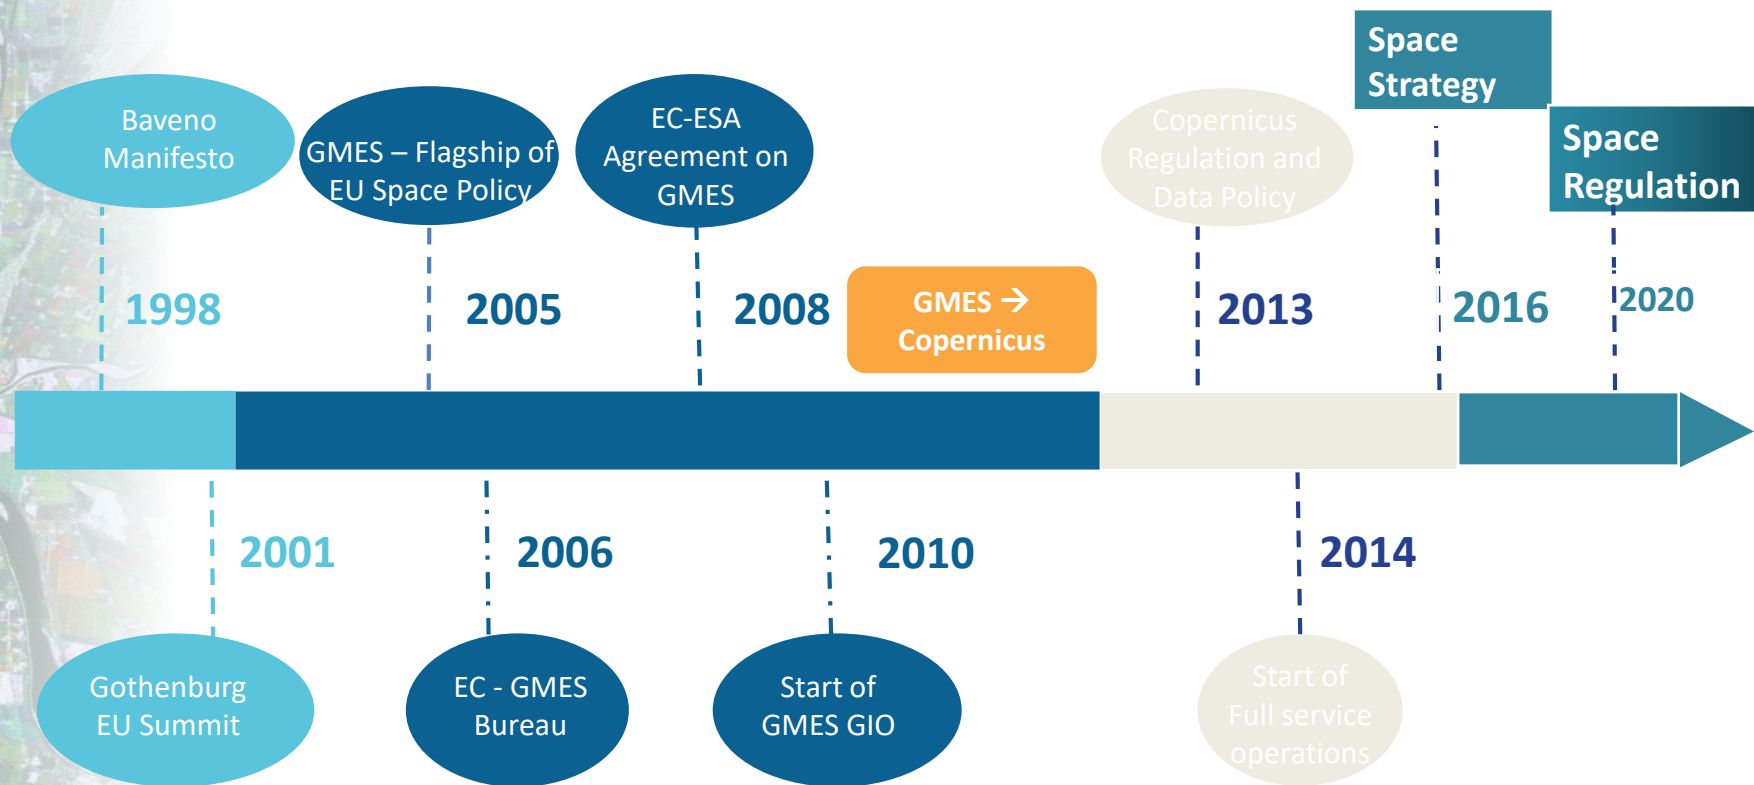 Baveno
Manifesto
GMES – Flagship of
EU Space Policy
EC-ESA
Agreement on
GMES
Copernicus
Regulation and
Data Policy
Space
Strategy
Space
Regulation
1998
2005
2008
GMES →
Copernicus
2013
2016
2020
2001
2006
2010
2014
Gothenburg
EU Summit
EC - GMES
Bureau
Start of
GMES GIO
Start of
Full service
operations